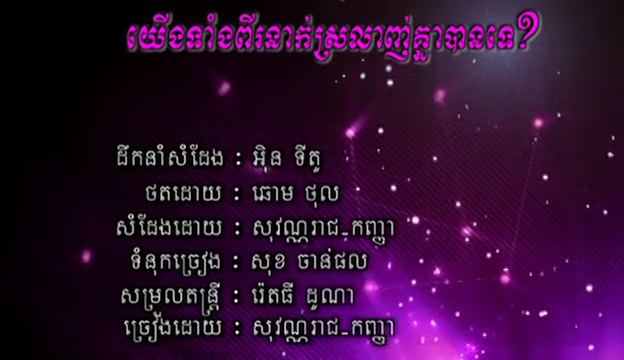 យើងទាំងពីរនាក់ស្រលាញ់គ្នាបានទេ?
ដឹកនាំសំដែង : អ៊ិន ទីតូ
ថតដោយ : ឆោម ថុល
សំដែងដោយ : សុវណ្ណរាជ-កញ្ញា
ទំនុកច្រៀង : សុខ ចាន់ផល
សម្រួលតន្ត្រី : រ៉េតធី ដូណា
ច្រៀងដោយ : សុវណ្ណរាជ-កញ្ញា